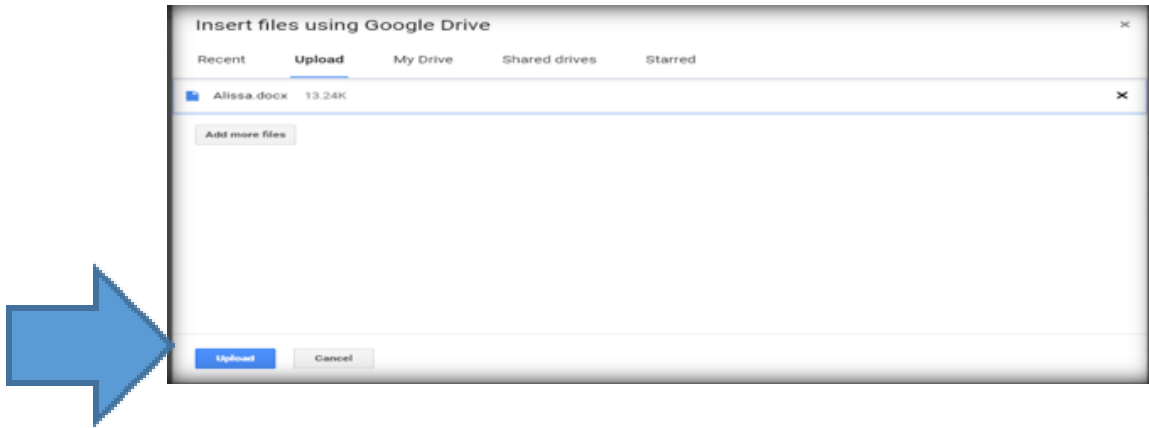 Insert files using Google Drive ×
Recent Upload My Drive Shared drives Starred
Alissa.docx 13.24K ×
Add more files
Upload Cancel